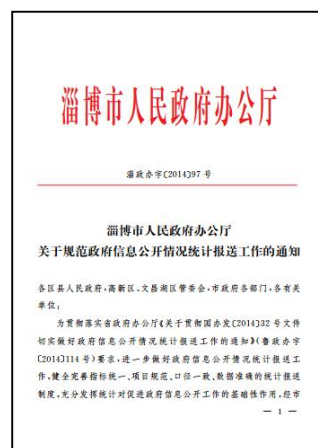 淄博市人民政府办公厅
淄政办字〔2014〕97 号
淄博市人民政府办公厅
关于规范政府信息公开情况统计报送工作的通知
各区县人民政府,高新区、文昌湖区管委会,市政府各部门,各有关
单位:
为贯彻落实省政府办公厅《关于贯彻国办发〔2014〕32 号文件
切实做好政府信息公开情况统计报送工作的通知》(鲁政办字
〔2014〕114 号)要求,进一步做好政府信息公开情况统计报送工
作,健全完善指标统一、项目规范、口径一致、数据准确的统计报送
制度,充分发挥统计对促进政府信息公开工作的基础性作用,经市
— 1 —